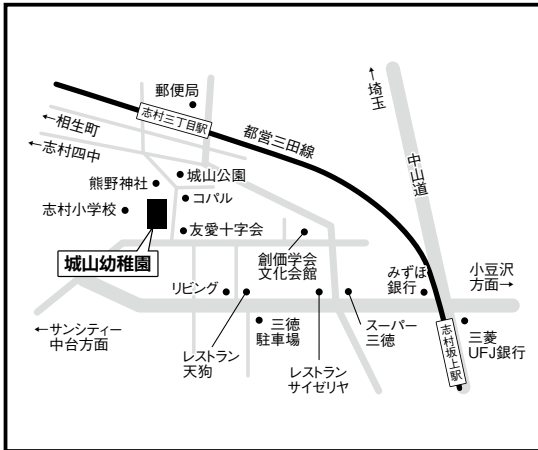 郵便局
志村三丁目駅
都営三田線
←埼玉
中山道
←相生町
←志村四中
城山公園
熊野神社
コパル
志村小学校
友愛十字会
城山幼稚園
創価学会
文化会館
みずほ
銀行
小豆沢
方面→
リビング
←サンシティー
中台方面
三徳
駐車場
スーパー
三徳
レストラン
天狗
レストラン
サイゼリヤ
志村坂上駅
三菱
UFJ銀行